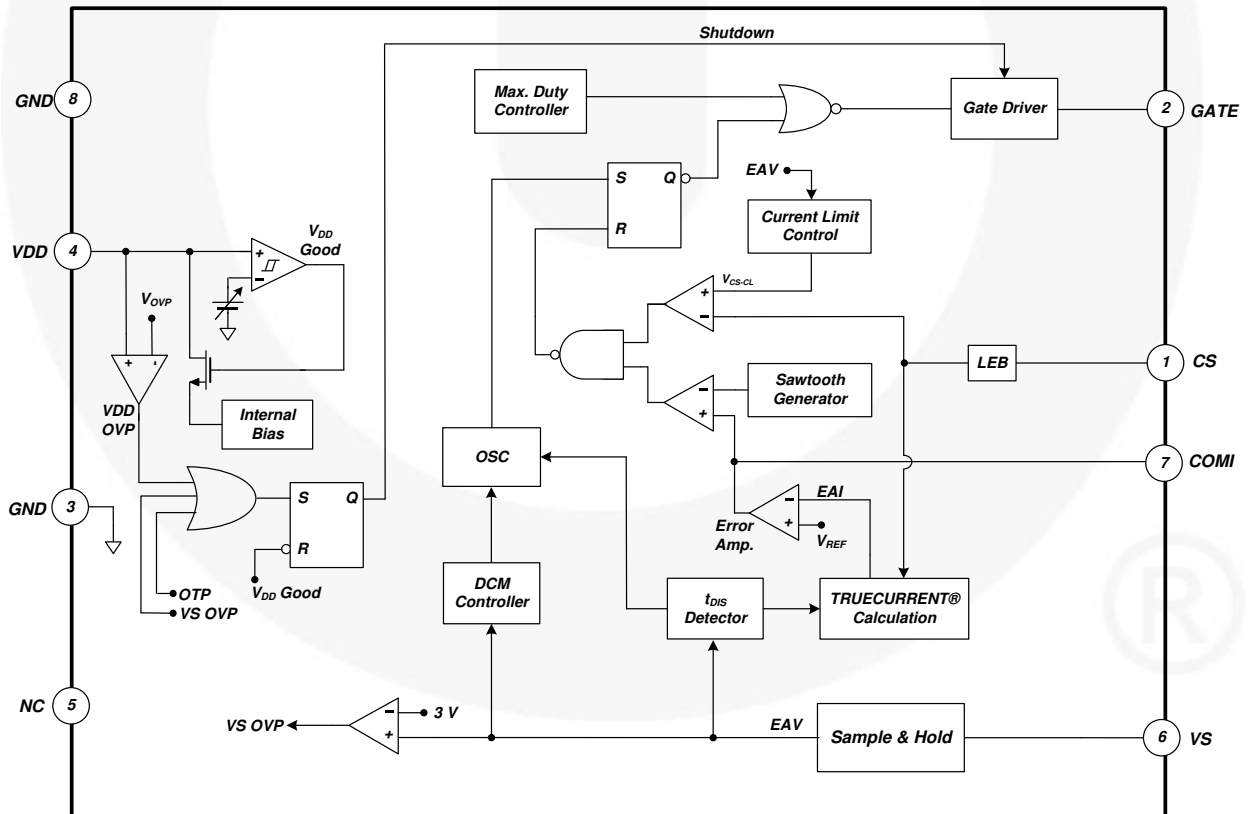 Shutdown
GND
8
Max. Duty
Controller
Gate Driver
2
GATE
S
Q
R
EAV
Current Limit
Control
VDD
4
+
-
VDD
Good
VOVP
+
-
VCS-CL
+
-
LEB
1
CS
Sawtooth
Generator
-
+
VDD
OVP
Internal
Bias
OSC
7
COMI
GND
3
S
Q
R
-
+
EAI
Error
Amp.
VREF
OTP
VS OVP
VDD Good
DCM
Controller
tDIS
Detector
TRUECURRENT®
Calculation
NC
5
VS OVP
-
+
3 V
EAV
Sample & Hold
6
VS
®